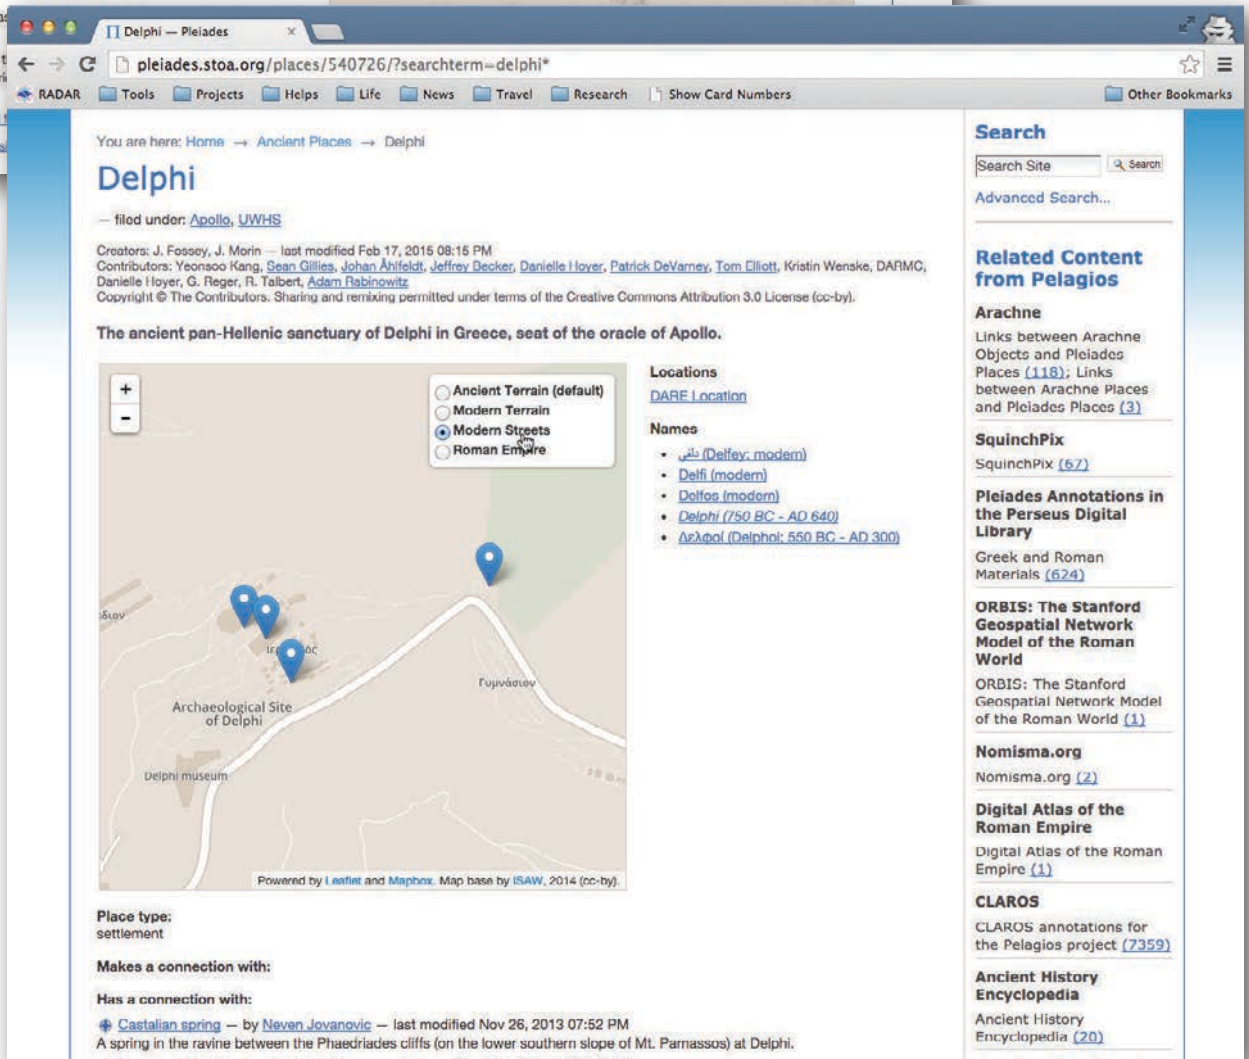 Delphi — Pleiades
pleiades.stoa.org/places/540726/?searchterm=delphi*
RADAR Tools Projects Helps Life News Travel Research Show Card Numbers Other Bookmarks
You are here: Home → Ancient Places → Delphi
Delphi
— filed under: Apollo, UWHS
Creators: J. Fossey, J. Morin — last modified Feb 17, 2015 08:15 PM
Contributors: Yeonsoo Kang, Sean Gillies, Johan Åhlfeldt, Jeffrey Becker, Danielle Hoyer, Patrick DeVarney, Tom Elliott, Kristin Wenske, DARMC,
Danielle Hoyer, G. Reger, R. Talbert, Adam Rabinowitz
Copyright © The Contributors. Sharing and remixing permitted under terms of the Creative Commons Attribution 3.0 License (cc-by).
The ancient pan-Hellenic sanctuary of Delphi in Greece, seat of the oracle of Apollo.
+
-
Ancient Terrain (default)
Modern Terrain
Modern Streets
Roman Empire
Archaeological Site
of Delphi
Γυμνάσιον
Delphi museum
Powered by Leaflet and Mapbox. Map base by ISAW, 2014 (cc-by).
Locations
DARE Location
Names
• دلفی (Delfey: modern)
• Delfi (modern)
• Delfos (modern)
• Delphi (750 BC - AD 640)
• Δελφοί (Delphoi: 550 BC - AD 300)
Place type:
settlement
Makes a connection with:
Has a connection with:
Castalian spring — by Neven Jovanovic — last modified Nov 26, 2013 07:52 PM
A spring in the ravine between the Phaedriades cliffs (on the lower southern slope of Mt. Parnassos) at Delphi.
Search
Search Site Search
Advanced Search...
Related Content
from Pelagios
Arachne
Links between Arachne
Objects and Pleiades
Places (118); Links
between Arachne Places
and Pleiades Places (3)
SquinchPix
SquinchPix (67)
Pleiades Annotations in
the Perseus Digital
Library
Greek and Roman
Materials (624)
ORBIS: The Stanford
Geospatial Network
Model of the Roman
World
ORBIS: The Stanford
Geospatial Network Model
of the Roman World (1)
Nomisma.org
Nomisma.org (2)
Digital Atlas of the
Roman Empire
Digital Atlas of the Roman
Empire (1)
CLAROS
CLAROS annotations for
the Pelagios project (7359)
Ancient History
Encyclopedia
Ancient History
Encyclopedia (20)